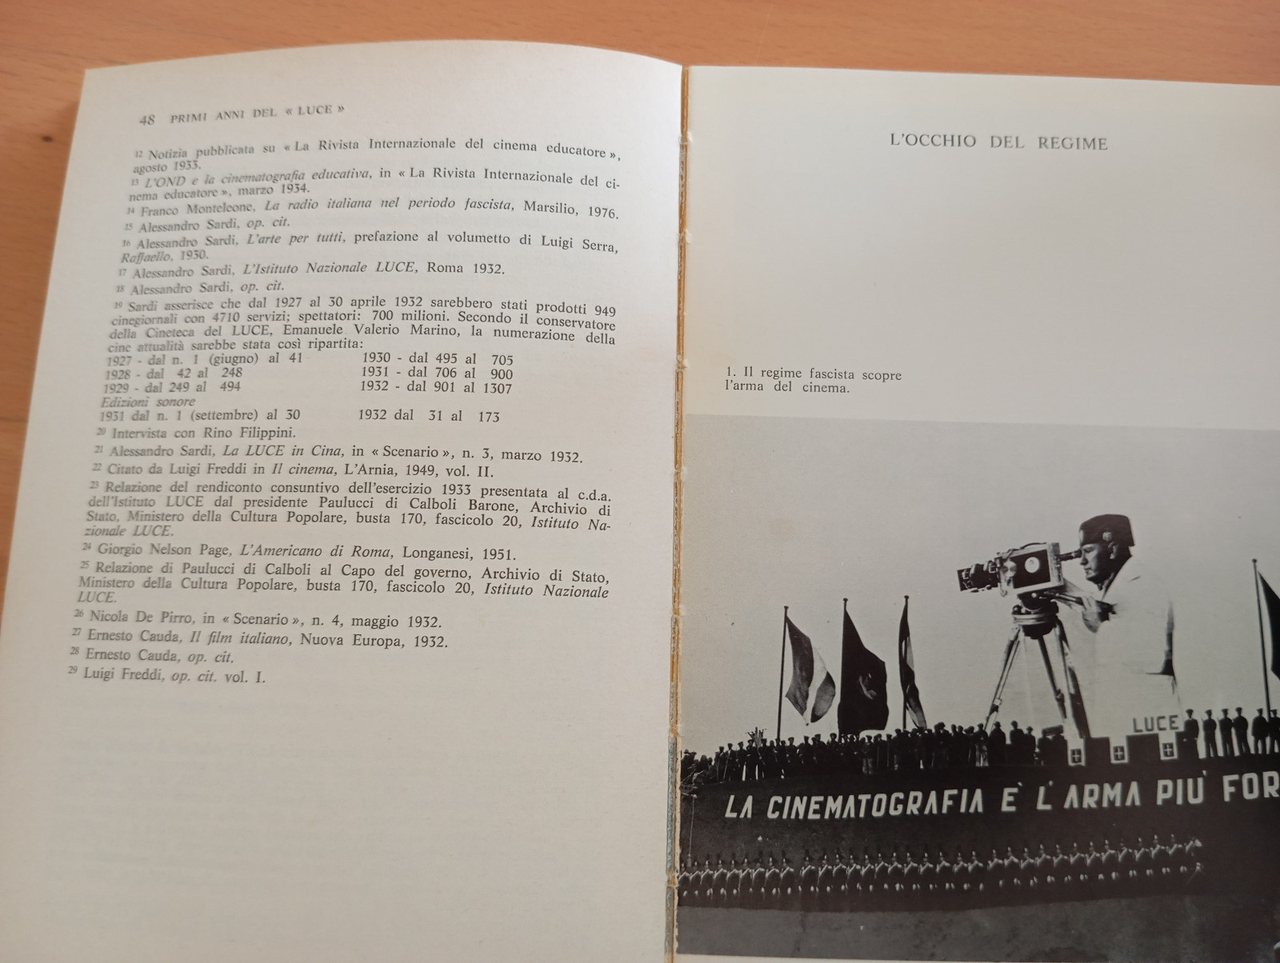 48 PRIMI ANNI DEL « LUCE »
12 Notizia pubblicata su « La Rivista Internazionale del cinema educatore »,
agosto 1933.
13 L'OND e la cinematografia educativa, in « La Rivista Internazionale del ci-
nema educatore », marzo 1934.
14 Franco Monteleone, La radio italiana nel periodo fascista, Marsilio, 1976.
15 Alessandro Sardi, op. cit.
16 Alessandro Sardi, L'arte per tutti, prefazione al volumetto di Luigi Serra,
Raffaello, 1930.
17 Alessandro Sardi, L'Istituto Nazionale LUCE, Roma 1932.
18 Alessandro Sardi, op. cit.
19 Sardi asserisce che dal 1927 al 30 aprile 1932 sarebbero stati prodotti 949
cinegiornali con 4710 servizi; spettatori: 700 milioni. Secondo il conservatore
della Cineteca del LUCE, Emanuele Valerio Marino, la numerazione della
cine attualità sarebbe stata così ripartita:
1927 - dal n. 1 (giugno) al 41 1930 - dal 495 al 705
1928 - dal 42 al 248 1931 - dal 706 al 900
1929 - dal 249 al 494 1932 - dal 901 al 1307
Edizioni sonore
1931 dal n. 1 (settembre) al 30 1932 dal 31 al 173
20 Intervista con Rino Filippini.
21 Alessandro Sardi, La LUCE in Cina, in « Scenario », n. 3, marzo 1932.
22 Citato da Luigi Freddi in Il cinema, L'Arnia, 1949, vol. II.
23 Relazione del rendiconto consuntivo dell'esercizio 1933 presentata al c.d.a.
dell'Istituto LUCE dal presidente Paulucci di Calboli Barone, Archivio di
Stato, Ministero della Cultura Popolare, busta 170, fascicolo 20, Istituto Na-
zionale LUCE.
24 Giorgio Nelson Page, L'Americano di Roma, Longanesi, 1951.
25 Relazione di Paulucci di Calboli al Capo del governo, Archivio di Stato,
Ministero della Cultura Popolare, busta 170, fascicolo 20, Istituto Nazionale
LUCE.
26 Nicola De Pirro, in « Scenario », n. 4, maggio 1932.
27 Ernesto Cauda, Il film italiano, Nuova Europa, 1932.
28 Ernesto Cauda, op. cit.
29 Luigi Freddi, op. cit. vol. I.
L'OCCHIO DEL REGIME
1. Il regime fascista scopre
l'arma del cinema.
LUCE
LA CINEMATOGRAFIA E' L'ARMA PIU' FOR